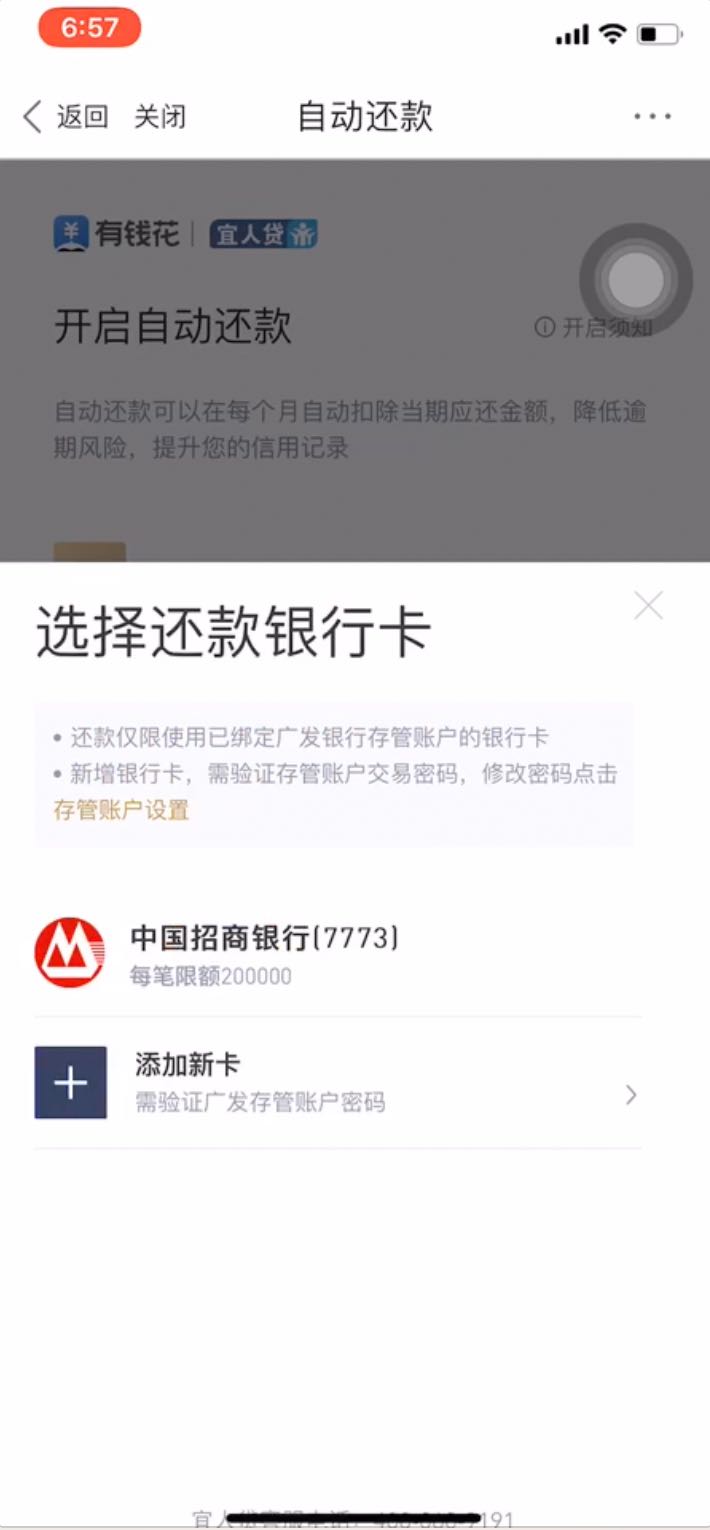 6:57
返回 关闭 自动还款
有钱花 宜人贷
开启自动还款
开启须知
自动还款可以在每个月自动扣除当期应还金额，降低逾
期风险，提升您的信用记录
选择还款银行卡
• 还款仅限使用已绑定广发银行存管账户的银行卡
• 新增银行卡，需验证存管账户交易密码，修改密码点击
存管账户设置
中国招商银行(7773)
每笔限额200000
添加新卡
需验证广发存管账户密码
宜人贷客服电话：